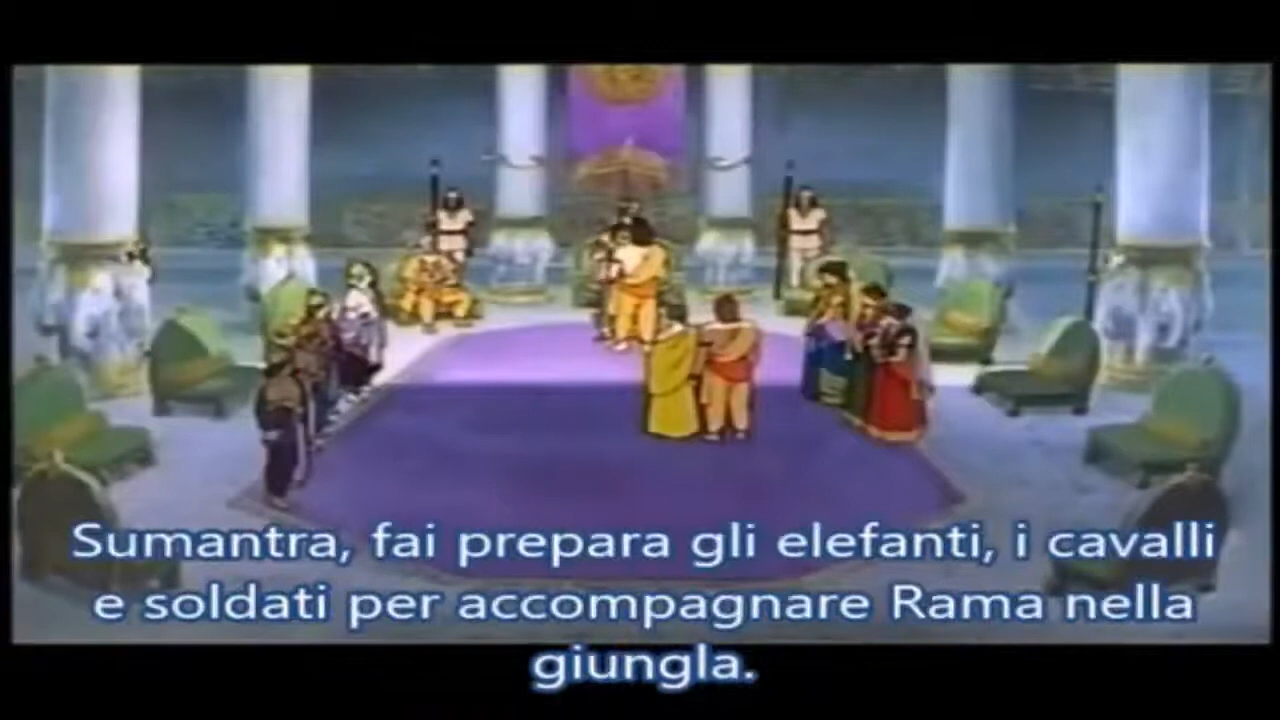 Sumantra, fai prepara gli elefanti, i cavalli
e soldati per accompagnare Rama nella
giungla.